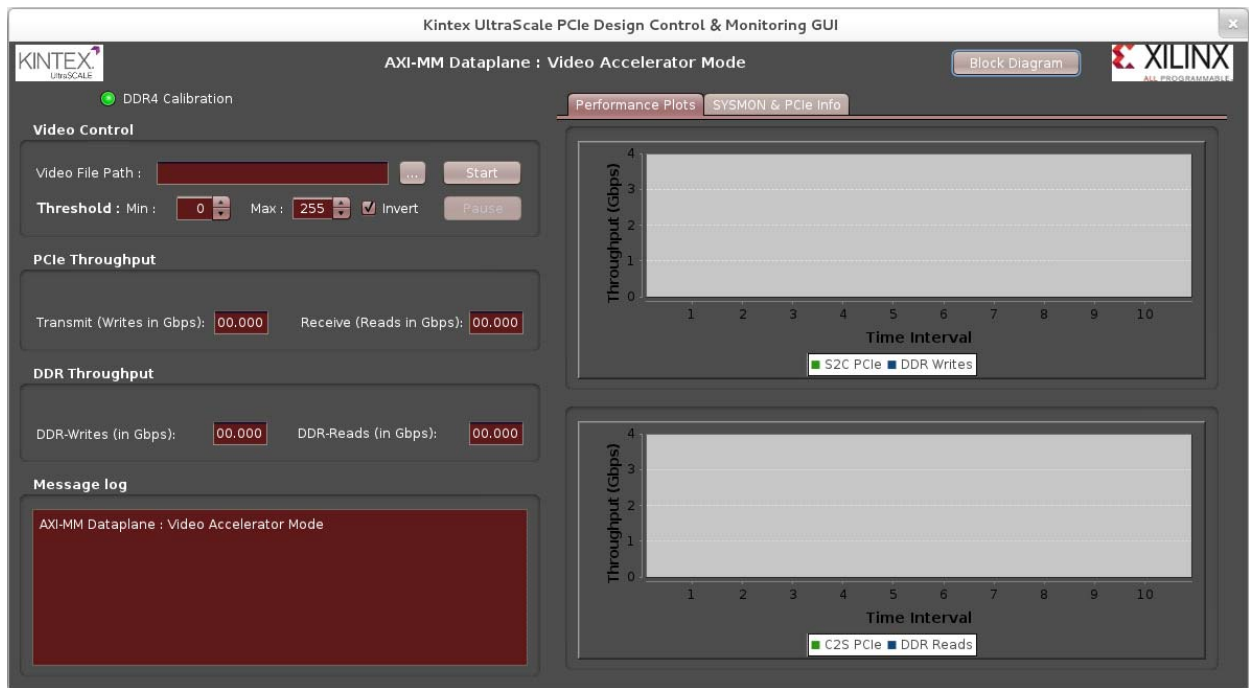 Kintex UltraScale PCIe Design Control & Monitoring GUI
KINTEX
UltraSCALE
AXI-MM Dataplane : Video Accelerator Mode
Block Diagram
XILINX
ALL PROGRAMMABLE
DDR4 Calibration
Video Control
Video File Path :
...
Start
Threshold : Min : 0 Max : 255 Invert
Pause
PCIe Throughput
Transmit (Writes in Gbps): 00.000 Receive (Reads in Gbps): 00.000
DDR Throughput
DDR-Writes (in Gbps): 00.000 DDR-Reads (in Gbps): 00.000
Message log
AXI-MM Dataplane : Video Accelerator Mode
Performance Plots SYSMON & PCIe Info
Throughput (Gbps)
4
3
2
1
0
1 2 3 4 5 6 7 8 9 10
Time Interval
S2C PCIe DDR Writes
Throughput (Gbps)
4
3
2
1
0
1 2 3 4 5 6 7 8 9 10
Time Interval
C2S PCIe DDR Reads